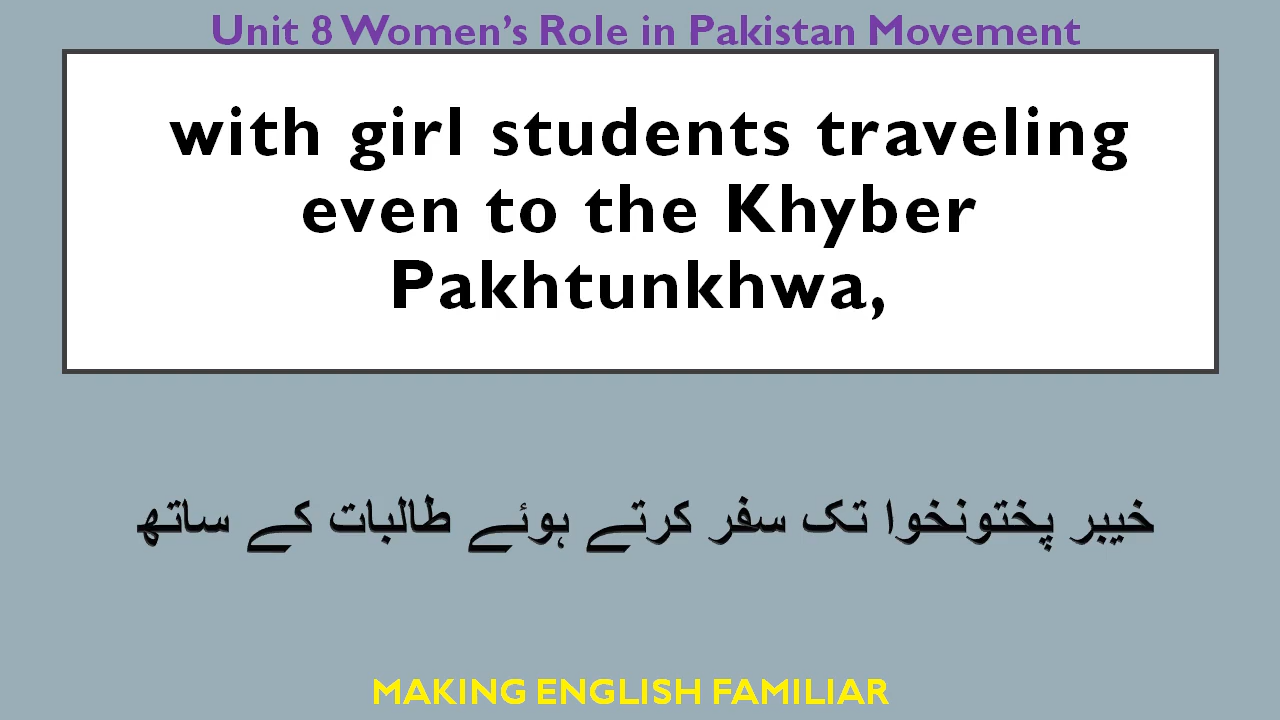 Unit 8 Women’s Role in Pakistan Movement
with girl students traveling
even to the Khyber
Pakhtunkhwa,
خیبر پختونخوا تک سفر کرتے ہوئے طالبات کے ساتھ
MAKING ENGLISH FAMILIAR